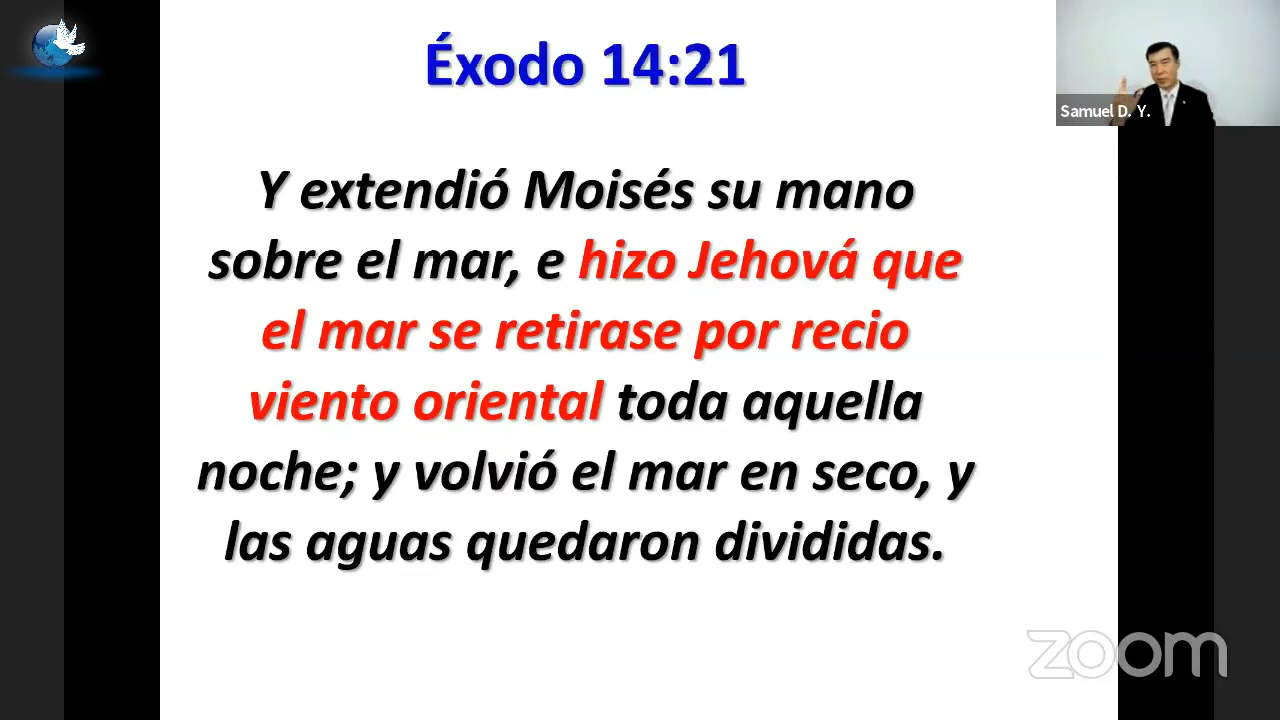 Éxodo 14:21
Samuel D. Y.
Y extendió Moisés su mano
sobre el mar, e hizo Jehová que
el mar se retirase por recio
viento oriental toda aquella
noche; y volvió el mar en seco, y
las aguas quedaron divididas.
zoom